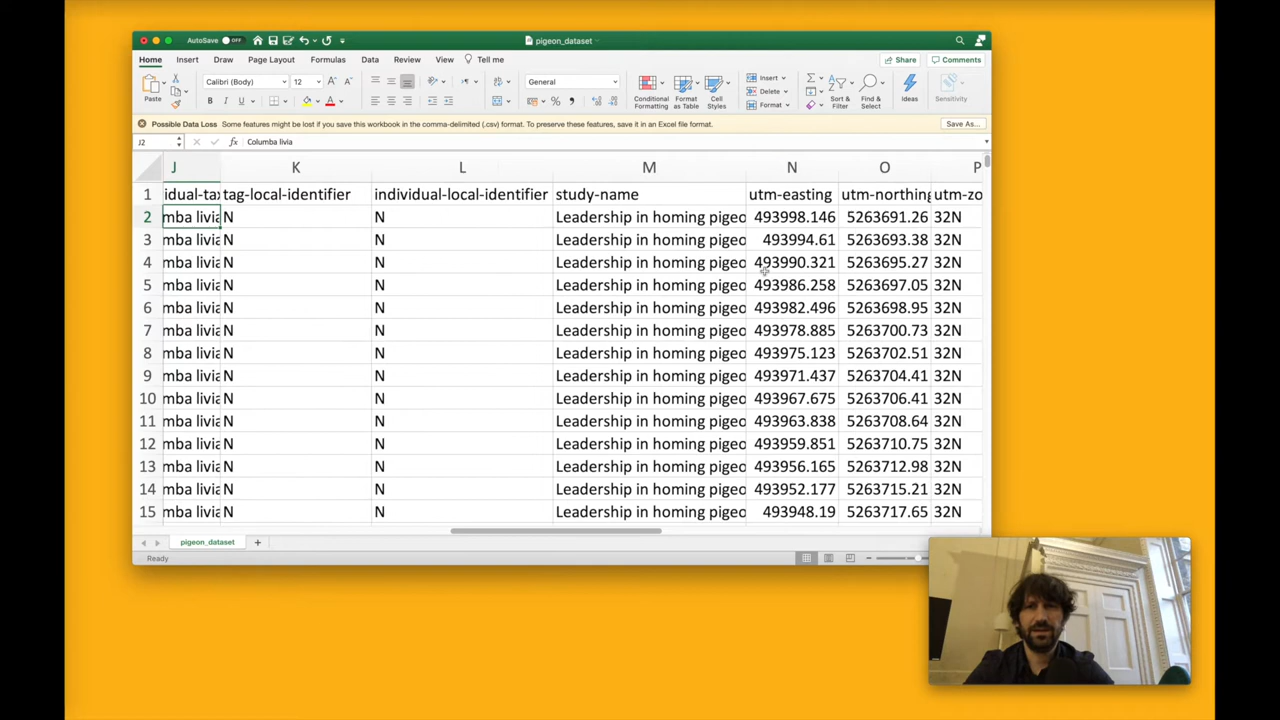 AutoSave OFF pigeon_dataset
Home Insert Draw Page Layout Formulas Data Review View Tell me Share Comments
Paste Calibri (Body) 12 General Conditional Formatting Format as Table Cell Styles Insert Delete Format Sort & Filter Find & Select Ideas Sensitivity
B I U A
Possible Data Loss Some features might be lost if you save this workbook in the comma-delimited (.csv) format. To preserve these features, save it in an Excel file format. Save As...
J2 fx Columba livia
J K L M N O P
1 idual-tax tag-local-identifier individual-local-identifier study-name utm-easting utm-northing utm-zo
2 mba livia N N Leadership in homing pigeo 493998.146 5263691.26 32N
3 mba livia N N Leadership in homing pigeo 493994.61 5263693.38 32N
4 mba livia N N Leadership in homing pigeo 493990.321 5263695.27 32N
5 mba livia N N Leadership in homing pigeo 493986.258 5263697.05 32N
6 mba livia N N Leadership in homing pigeo 493982.496 5263698.95 32N
7 mba livia N N Leadership in homing pigeo 493978.885 5263700.73 32N
8 mba livia N N Leadership in homing pigeo 493975.123 5263702.51 32N
9 mba livia N N Leadership in homing pigeo 493971.437 5263704.41 32N
10 mba livia N N Leadership in homing pigeo 493967.675 5263706.41 32N
11 mba livia N N Leadership in homing pigeo 493963.838 5263708.64 32N
12 mba livia N N Leadership in homing pigeo 493959.851 5263710.75 32N
13 mba livia N N Leadership in homing pigeo 493956.165 5263712.98 32N
14 mba livia N N Leadership in homing pigeo 493952.177 5263715.21 32N
15 mba livia N N Leadership in homing pigeo 493948.19 5263717.65 32N
pigeon_dataset
Ready